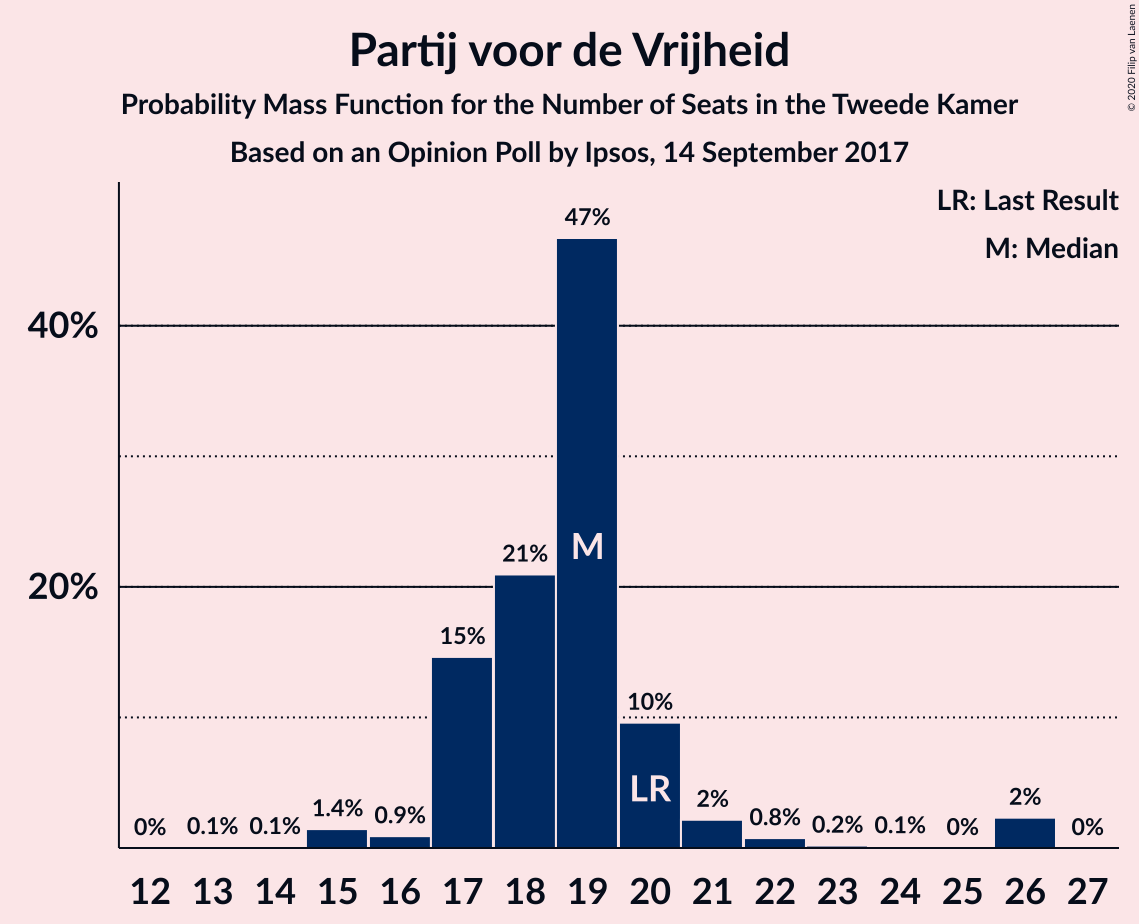 Partij voor de Vrijheid
Probability Mass Function for the Number of Seats in the Tweede Kamer
Based on an Opinion Poll by Ipsos, 14 September 2017
© 2020 Filip van Laenen
LR: Last Result
M: Median
40%
20%
0%
0.1%
0.1%
1.4%
0.9%
15%
21%
47%
M
10%
LR
2%
0.8%
0.2%
0.1%
0%
2%
0%
12 13 14 15 16 17 18 19 20 21 22 23 24 25 26 27